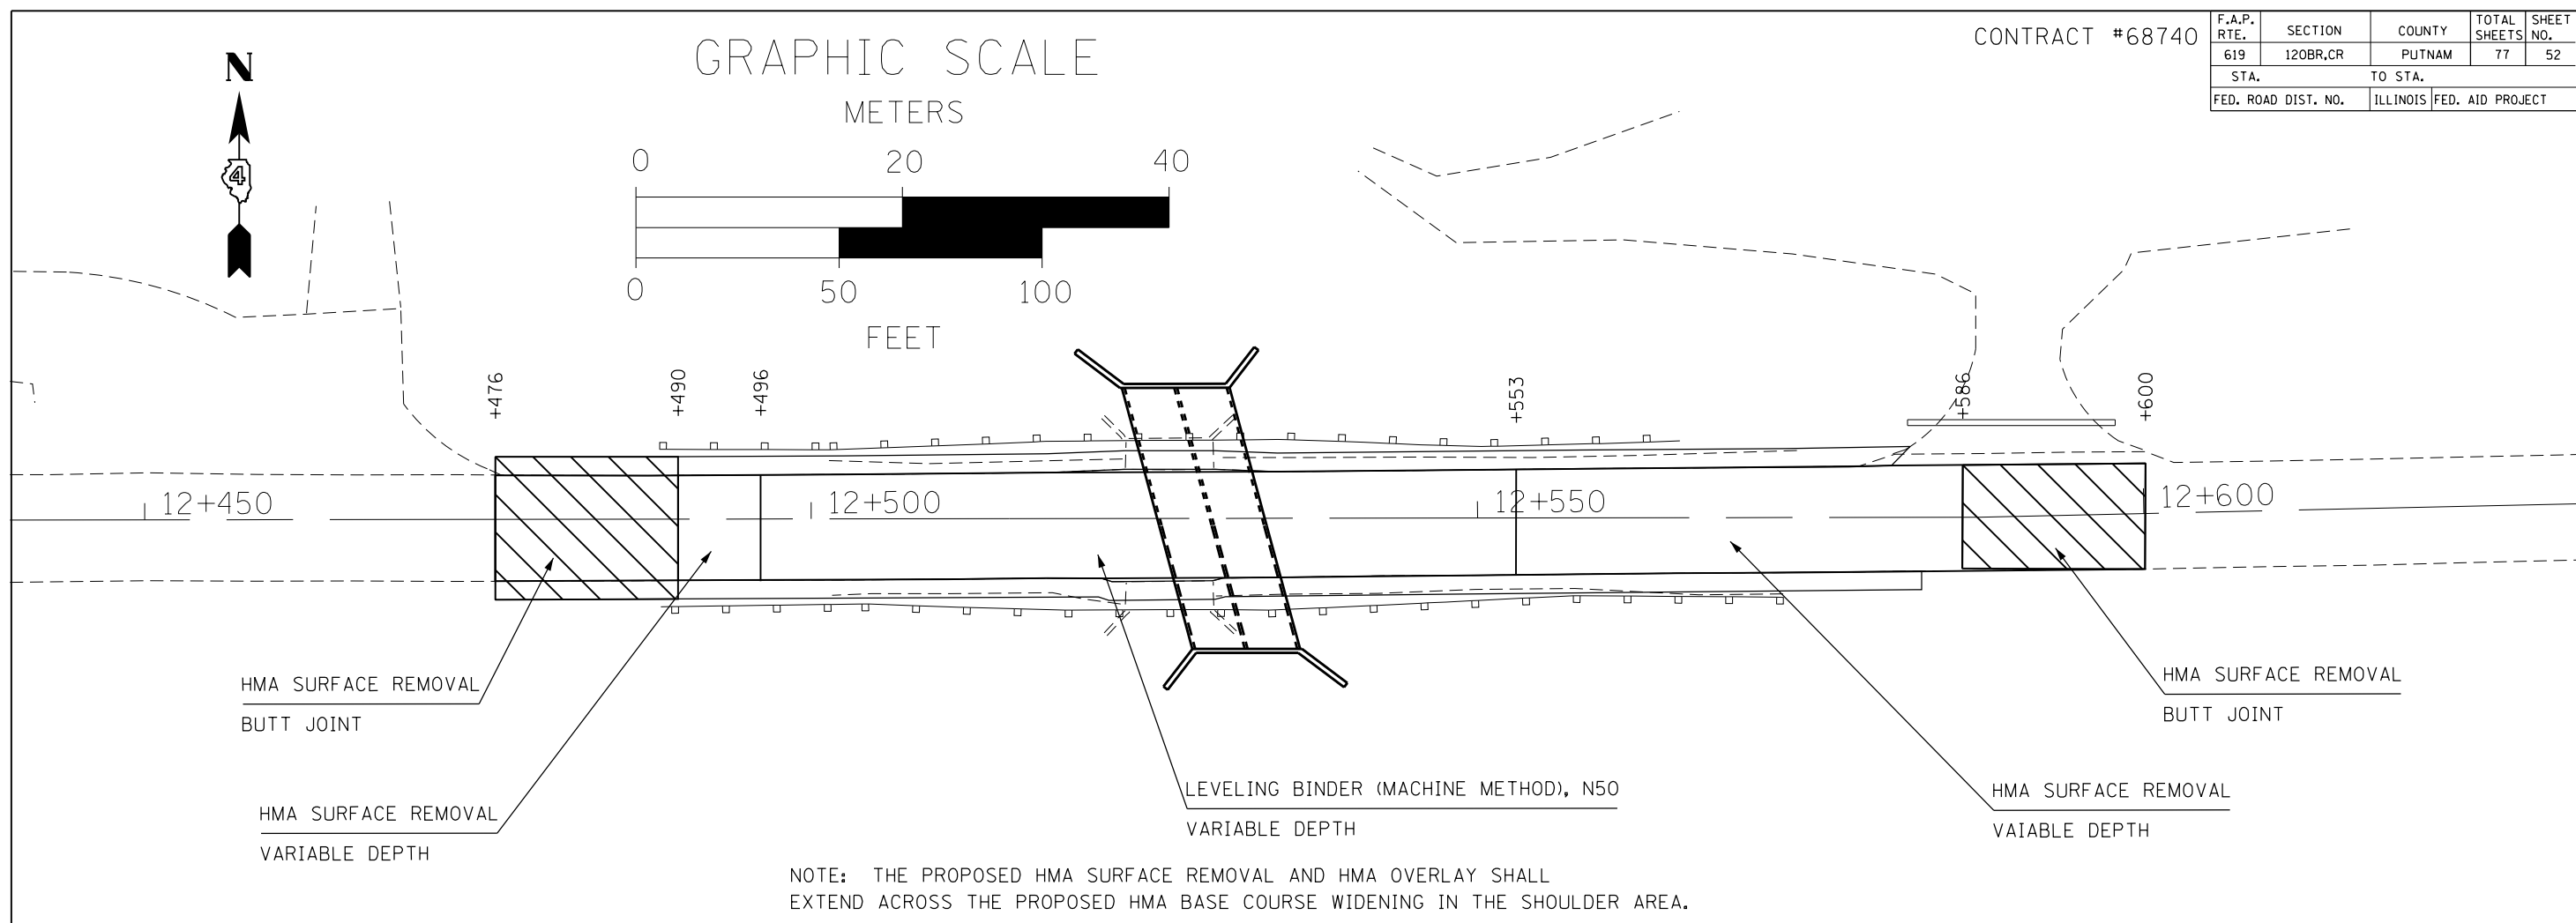 CONTRACT #68740
F.A.P. RTE. SECTION COUNTY TOTAL SHEETS SHEET NO.
619 120BR,CR PUTNAM 77 52
STA. TO STA.
FED. ROAD DIST. NO. ILLINOIS FED. AID PROJECT
N
4
GRAPHIC SCALE
METERS
0 20 40
0 50 100
FEET
+476 +490 +496 +553 +586 +600
12+450 12+500 12+550 12+600
HMA SURFACE REMOVAL
BUTT JOINT
HMA SURFACE REMOVAL
VARIABLE DEPTH
LEVELING BINDER (MACHINE METHOD), N50
VARIABLE DEPTH
HMA SURFACE REMOVAL
VAIABLE DEPTH
HMA SURFACE REMOVAL
BUTT JOINT
NOTE: THE PROPOSED HMA SURFACE REMOVAL AND HMA OVERLAY SHALL
EXTEND ACROSS THE PROPOSED HMA BASE COURSE WIDENING IN THE SHOULDER AREA.